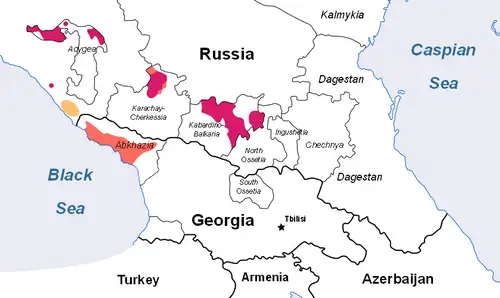 Kalmykia
Adygea
Russia
Caspian
Sea
Dagestan
Karachay-
Cherkessia
Kabardino-
Balkaria
Ingushetia
Abkhazia
North
Ossetia
Chechnya
Black
Sea
Dagestan
South
Ossetia
Georgia
Tbilisi
Turkey
Armenia
Azerbaijan